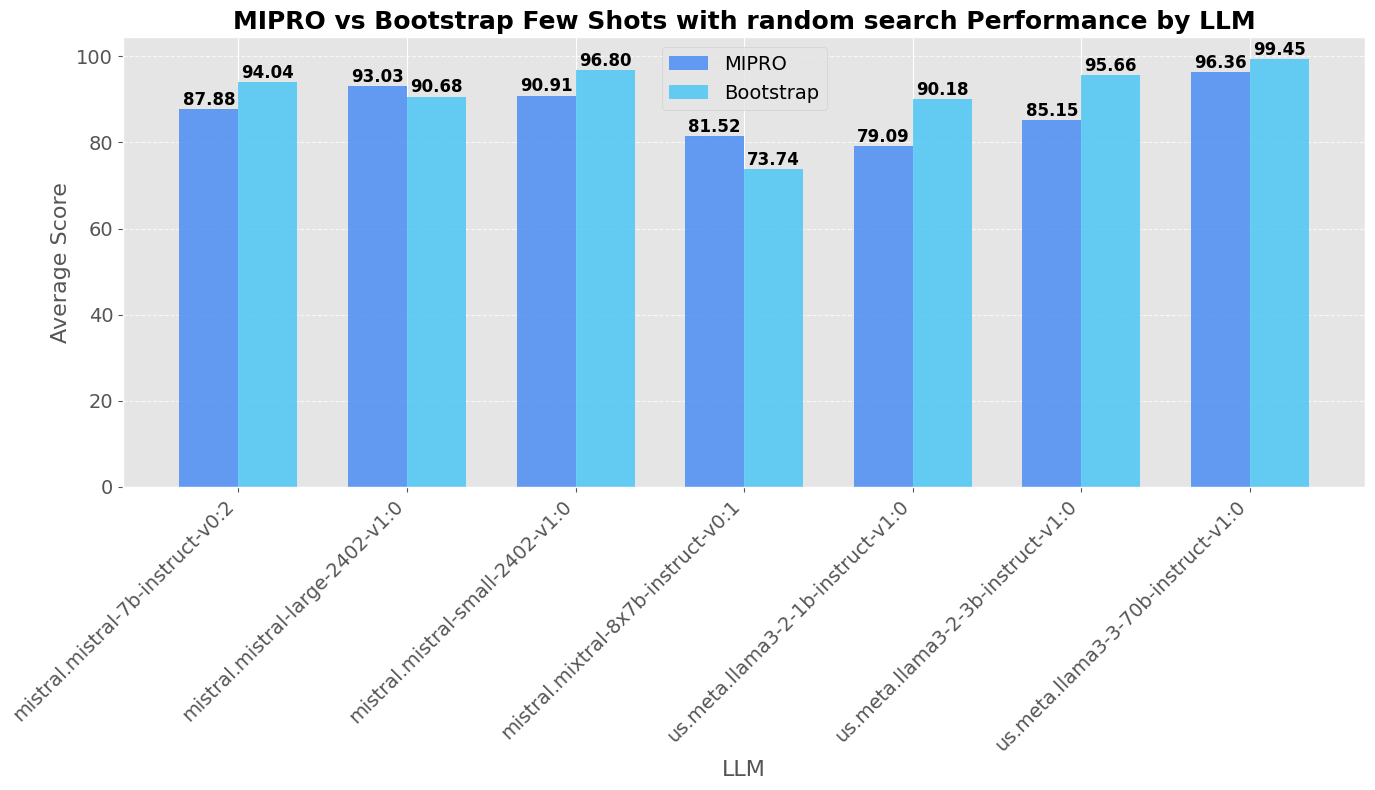 MIPRO vs Bootstrap Few Shots with random search Performance by LLM
MIPRO
Bootstrap
Average Score
100
80
60
40
20
0
87.88
94.04
93.03
90.68
90.91
96.80
81.52
73.74
79.09
90.18
85.15
95.66
96.36
99.45
mistral.mistral-7b-instruct-v0:2
mistral.mistral-large-2402-v1:0
mistral.mistral-small-2402-v1:0
mistral.mixtral-8x7b-instruct-v0:1
us.meta.llama3-2-1b-instruct-v1:0
us.meta.llama3-2-3b-instruct-v1:0
us.meta.llama3-3-70b-instruct-v1:0
LLM